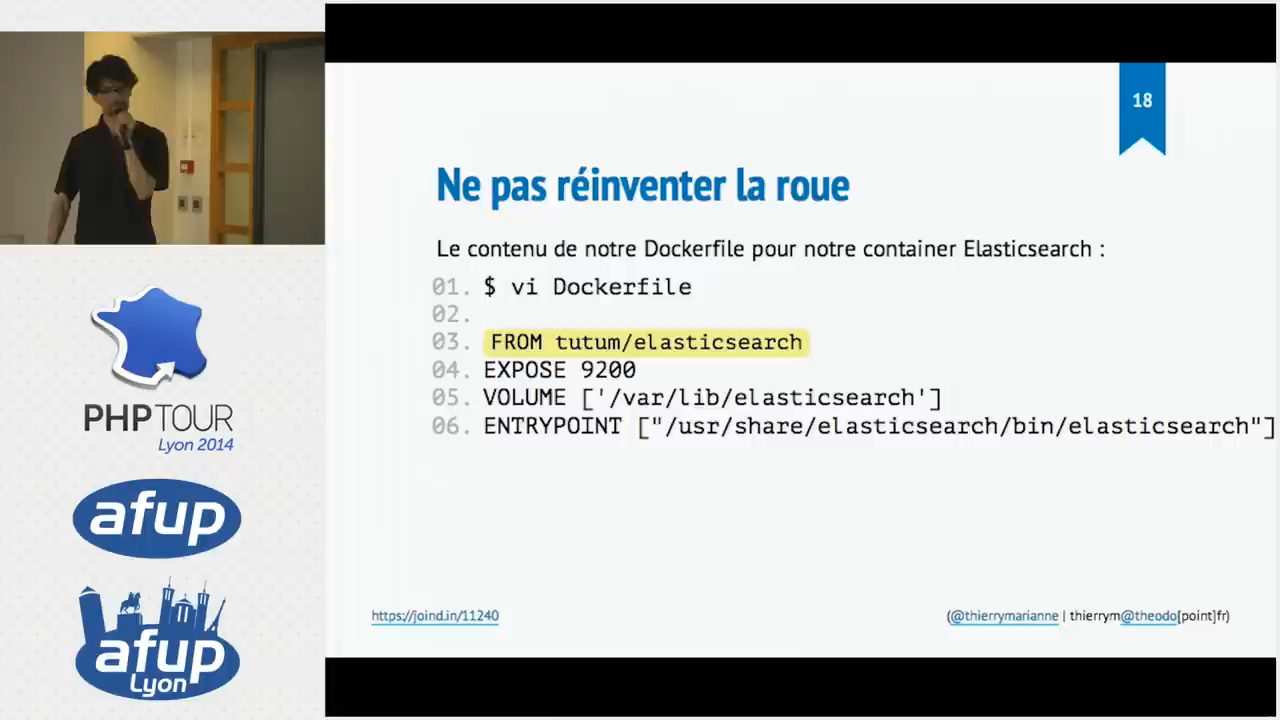 18
Ne pas réinventer la roue
Le contenu de notre Dockerfile pour notre container Elasticsearch :
01. $ vi Dockerfile
02.
03. FROM tutum/elasticsearch
04. EXPOSE 9200
05. VOLUME ['/var/lib/elasticsearch']
06. ENTRYPOINT ["/usr/share/elasticsearch/bin/elasticsearch"]
https://joind.in/11240
(@thierrymarianne | thierrym@theodo[point]fr)
PHPTOUR
Lyon 2014
afup
afup
Lyon